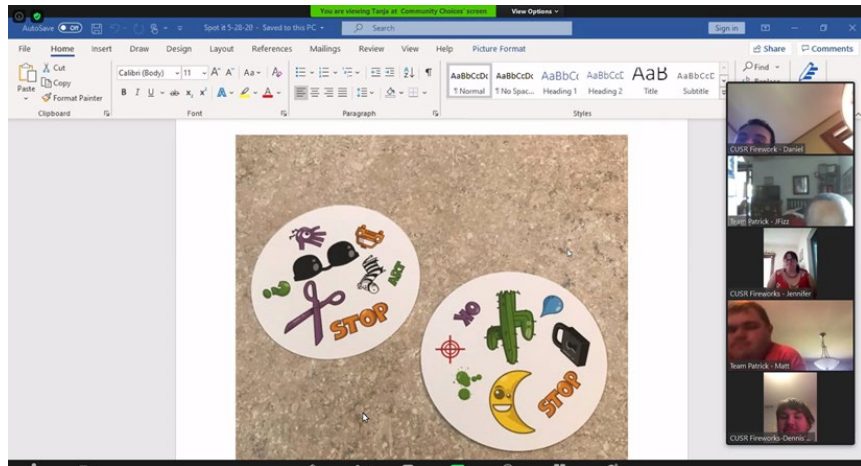 You are viewing Tanja at Community Choices' screen
View Options
AutoSave Off
Spot it 5-28-20 - Saved to this PC
Search
Sign in
File Home Insert Draw Design Layout References Mailings Review View Help Picture Format
Share Comments
Paste
Cut
Copy
Format Painter
Calibri (Body) 11
AaBbCcDc AaBbCcDc AaBbCc AaBbCcE AaB AaBbCcE
¶ Normal ¶ No Spac... Heading 1 Heading 2 Title Subtitle
Find
Replace
Clipboard Font Paragraph Styles
ART
?
STOP
OK
STOP
CUSR Firework - Daniel
Team Patrick - JFizz
CUSR Fireworks - Jennifer
Team Patrick - Matt
CUSR Fireworks-Dennis ...